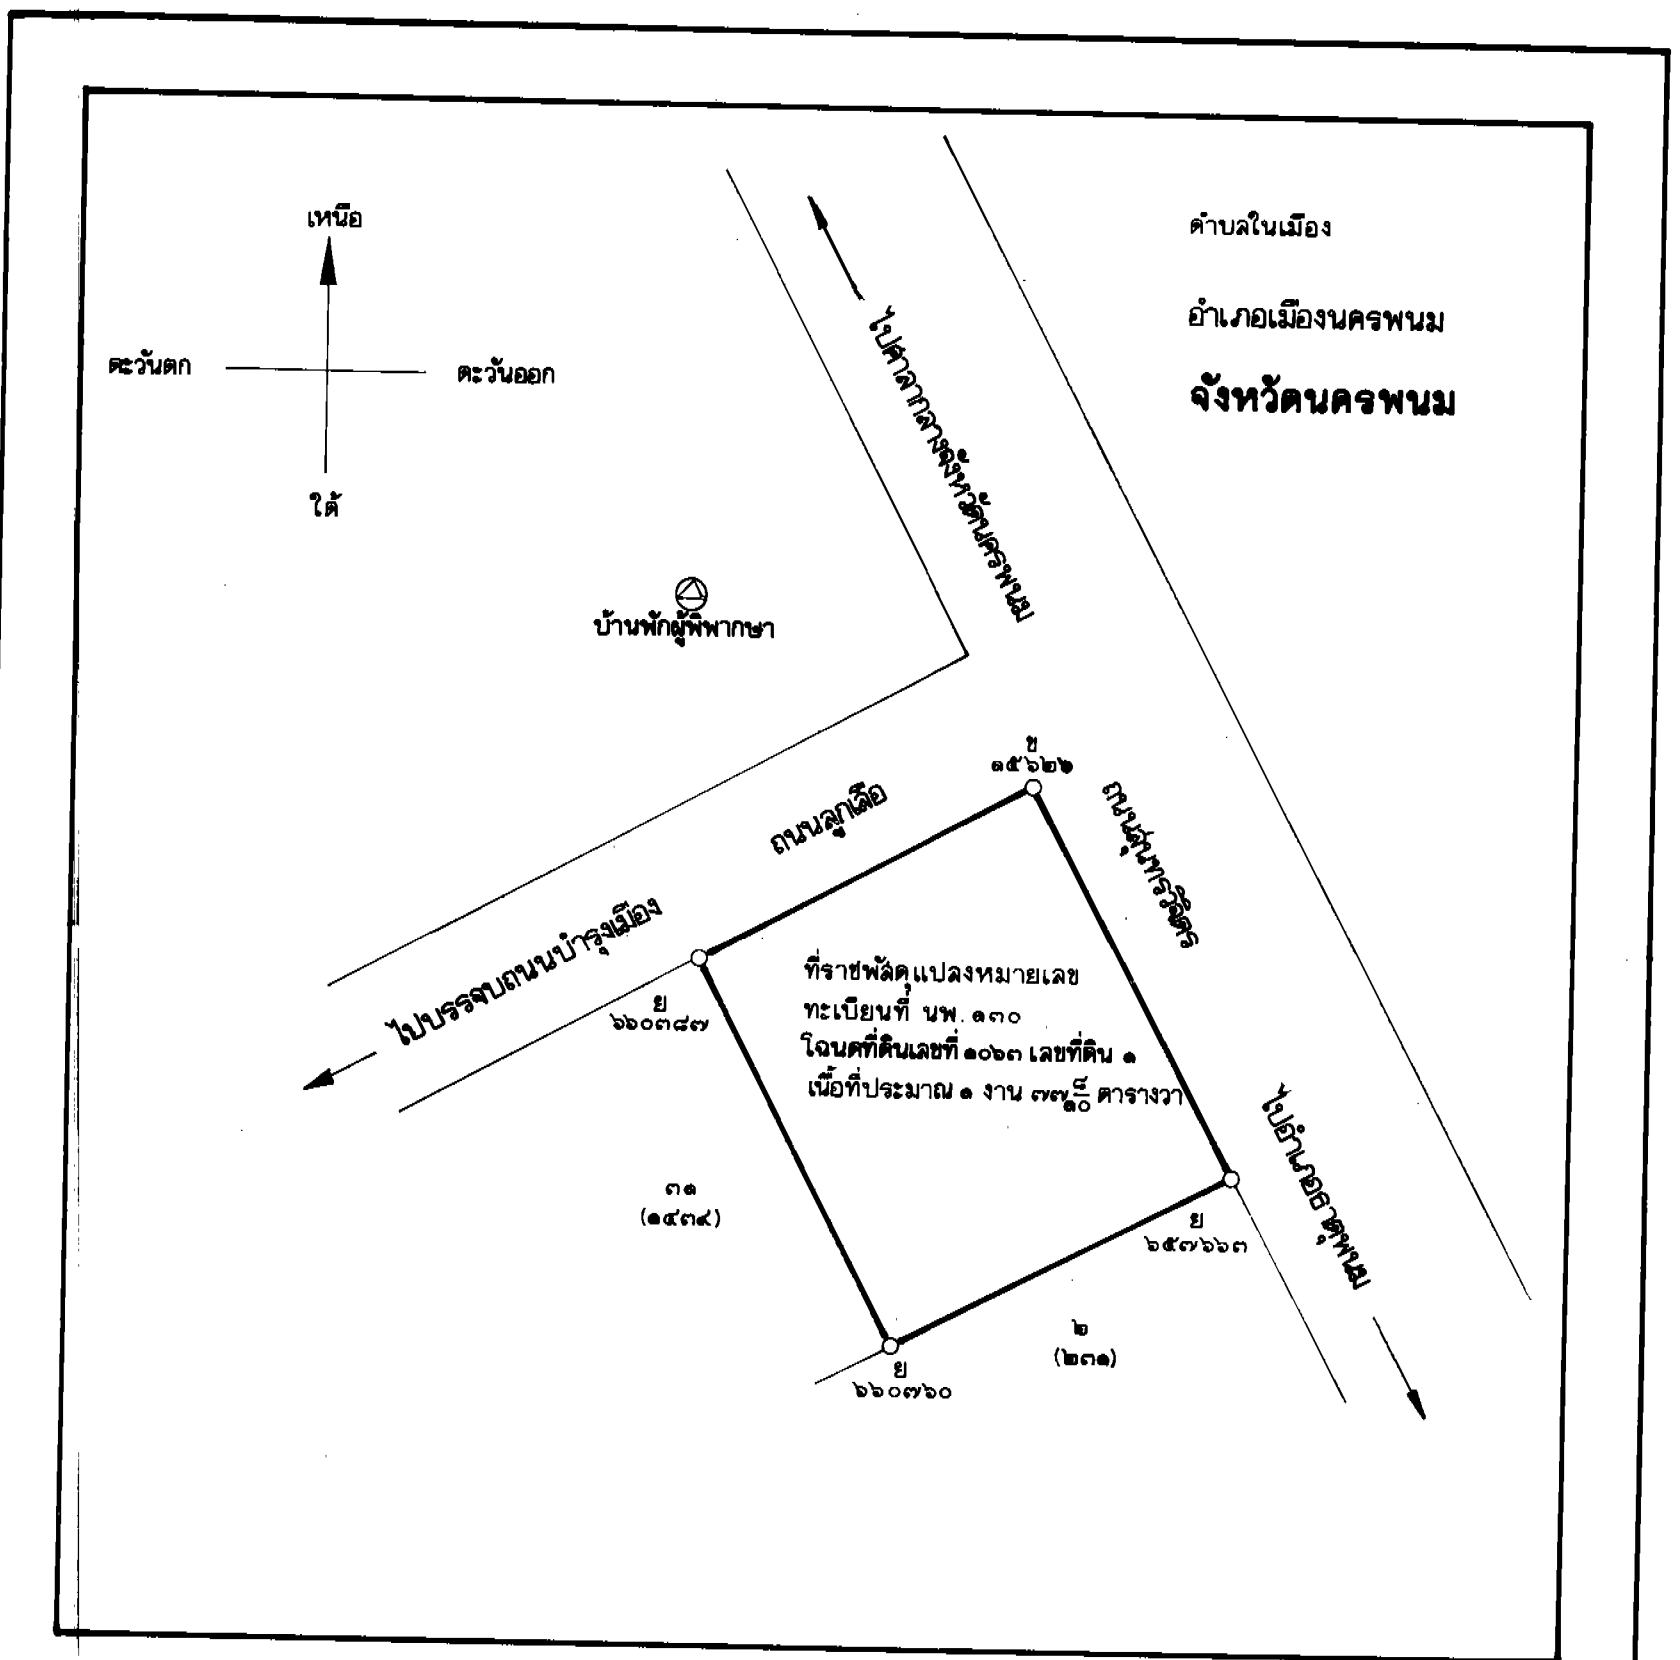 เหนือ
ตะวันตก
ตะวันออก
ใต้
ตำบลในเมือง
อำเภอเมืองนครพนม
จังหวัดนครพนม
ไปศาลากลางจังหวัดนครพนม
บ้านพักผู้พิพากษา
ข
๑๕๖๒๖
ถนนลูกเสือ
ถนนสุนทรวิจิตร
ไปบรรจบถนนบำรุงเมือง
ย
๖๖๐๓๘๗
ที่ราชพัสดุแปลงหมายเลข
ทะเบียนที่ นพ. ๑๓๐
โฉนดที่ดินเลขที่ ๑๐๖๓ เลขที่ดิน ๑
เนื้อที่ประมาณ ๑ งาน ๗๗ ๘/๑๐ ตารางวา
ไปอำเภอธาตุพนม
๓๑
(๑๔๓๔)
ย
๖๕๗๖๖๓
๒
(๒๓๑)
ย
๖๖๐๗๖๐